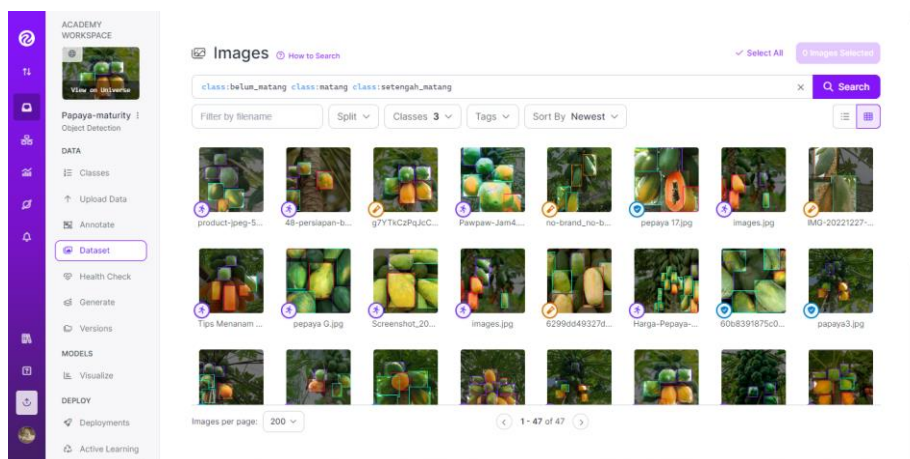 ACADEMY
WORKSPACE
View on Universe
Papaya-maturity
Object Detection
DATA
Classes
Upload Data
Annotate
Dataset
Health Check
Generate
Versions
MODELS
Visualize
DEPLOY
Deployments
Active Learning
Images How to Search
Select All
0 Images Selected
class:belum_matang class:matang class:setengah_matang
Search
Filter by filename
Split
Classes 3
Tags
Sort By Newest
product-jpeg-5...
48-persiapan-b...
g7YTkCzPqJcC...
Pawpaw-Jam4...
no-brand_no-b...
pepaya 17.jpg
images.jpg
IMG-20221227-...
Tips Menanam ...
pepaya G.jpg
Screenshot_20...
images.jpg
6299dd49327d...
Harga-Pepaya-...
60b8391875c0...
papaya3.jpg
Images per page: 200
1 - 47 of 47